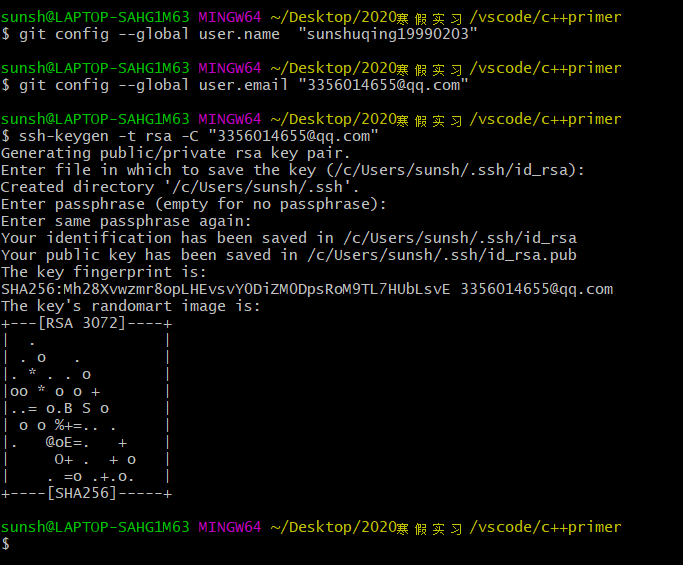 sunsh@LAPTOP-SAHG1M63 MINGW64 ~/Desktop/2020寒假实习/vscode/c++primer
$ git config --global user.name  "sunshuqing19990203"
sunsh@LAPTOP-SAHG1M63 MINGW64 ~/Desktop/2020寒假实习/vscode/c++primer
$ git config --global user.email "3356014655@qq.com"
sunsh@LAPTOP-SAHG1M63 MINGW64 ~/Desktop/2020寒假实习/vscode/c++primer
$ ssh-keygen -t rsa -C "3356014655@qq.com"
Generating public/private rsa key pair.
Enter file in which to save the key (/c/Users/sunsh/.ssh/id_rsa):
Created directory '/c/Users/sunsh/.ssh'.
Enter passphrase (empty for no passphrase):
Enter same passphrase again:
Your identification has been saved in /c/Users/sunsh/.ssh/id_rsa
Your public key has been saved in /c/Users/sunsh/.ssh/id_rsa.pub
The key fingerprint is:
SHA256:Mh28Xvwzmr8opLHEvsvY0DiZM0DpsRoM9TL7HUbLsvE 3356014655@qq.com
The key's randomart image is:
+---[RSA 3072]----+
|  .              |
| . o   .         |
|. * . . o        |
|oo * o o +       |
|..= o.B S o      |
| o o %+=.. .     |
|.   @oE=.   +    |
|     O+ .  + o   |
|    . =o .+.o.   |
+----[SHA256]-----+
sunsh@LAPTOP-SAHG1M63 MINGW64 ~/Desktop/2020寒假实习/vscode/c++primer
$